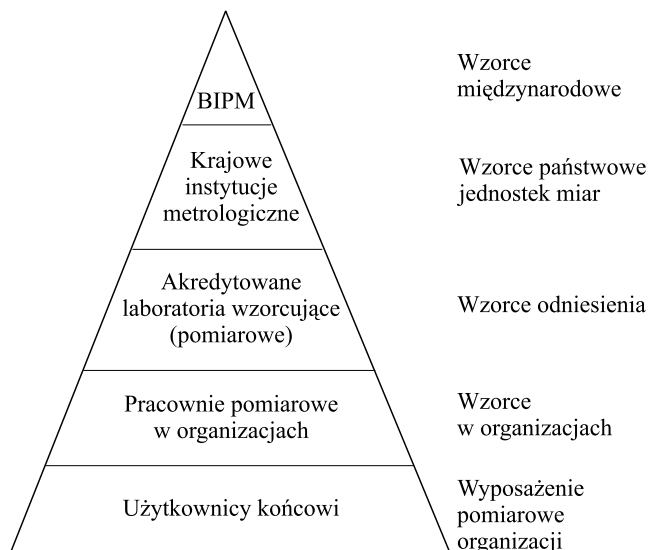 BIPM
Wzorce
międzynarodowe
Krajowe
instytucje
metrologiczne
Wzorce państwowe
jednostek miar
Akredytowane
laboratoria wzorcujące
(pomiarowe)
Wzorce odniesienia
Pracownie pomiarowe
w organizacjach
Wzorce
w organizacjach
Użytkownicy końcowi
Wyposażenie
pomiarowe
organizacji